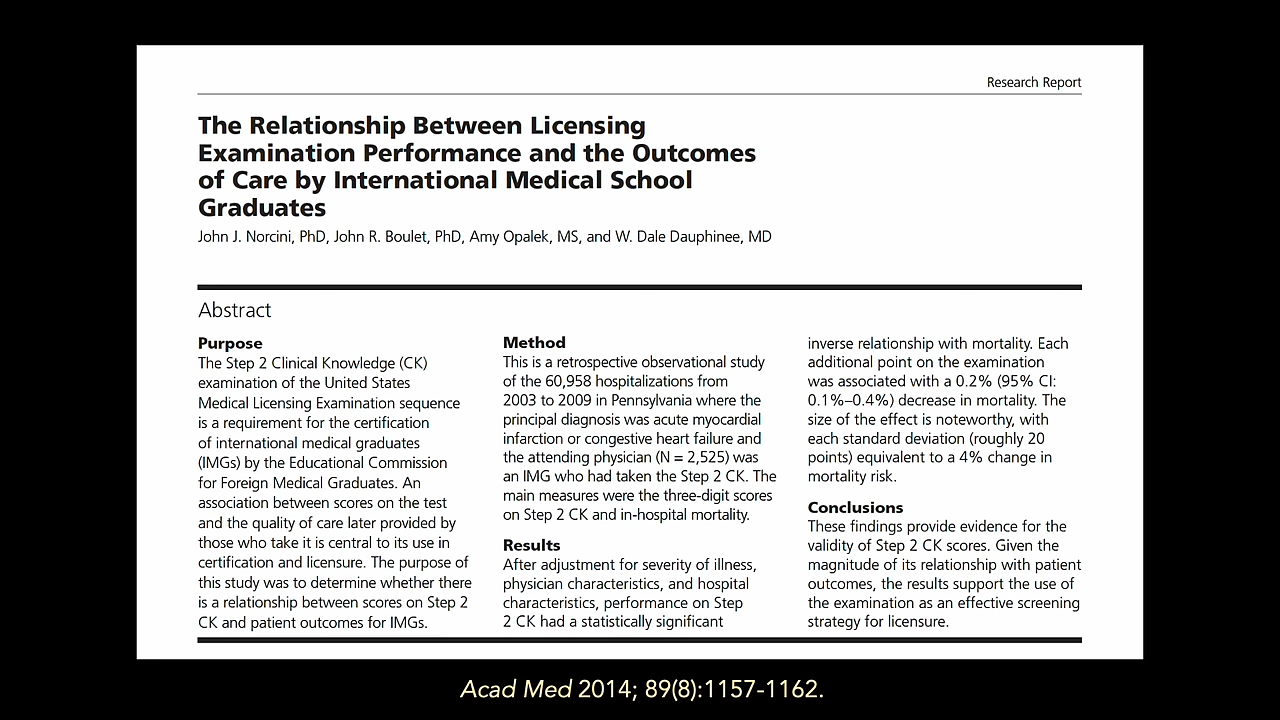 Research Report
The Relationship Between Licensing
Examination Performance and the Outcomes
of Care by International Medical School
Graduates
John J. Norcini, PhD, John R. Boulet, PhD, Amy Opalek, MS, and W. Dale Dauphinee, MD
Abstract
Purpose
The Step 2 Clinical Knowledge (CK)
examination of the United States
Medical Licensing Examination sequence
is a requirement for the certification
of international medical graduates
(IMGs) by the Educational Commission
for Foreign Medical Graduates. An
association between scores on the test
and the quality of care later provided by
those who take it is central to its use in
certification and licensure. The purpose of
this study was to determine whether there
is a relationship between scores on Step 2
CK and patient outcomes for IMGs.
Method
This is a retrospective observational study
of the 60,958 hospitalizations from
2003 to 2009 in Pennsylvania where the
principal diagnosis was acute myocardial
infarction or congestive heart failure and
the attending physician (N = 2,525) was
an IMG who had taken the Step 2 CK. The
main measures were the three-digit scores
on Step 2 CK and in-hospital mortality.
Results
After adjustment for severity of illness,
physician characteristics, and hospital
characteristics, performance on Step
2 CK had a statistically significant
inverse relationship with mortality. Each
additional point on the examination
was associated with a 0.2% (95% CI:
0.1%–0.4%) decrease in mortality. The
size of the effect is noteworthy, with
each standard deviation (roughly 20
points) equivalent to a 4% change in
mortality risk.
Conclusions
These findings provide evidence for the
validity of Step 2 CK scores. Given the
magnitude of its relationship with patient
outcomes, the results support the use of
the examination as an effective screening
strategy for licensure.
Acad Med 2014; 89(8):1157-1162.